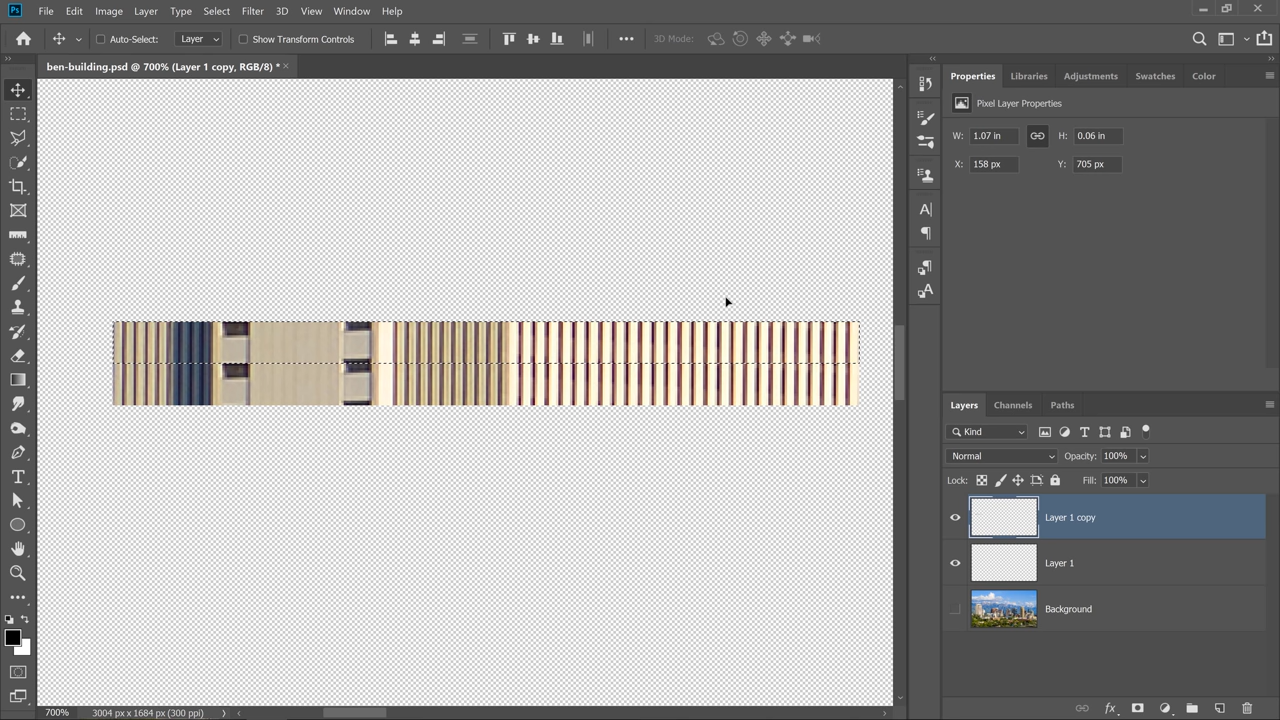 Ps File Edit Image Layer Type Select Filter 3D View Window Help
Auto-Select: Layer Show Transform Controls 3D Mode:
ben-building.psd @ 700% (Layer 1 copy, RGB/8) *
Properties Libraries Adjustments Swatches Color
Pixel Layer Properties
W: 1.07 in H: 0.06 in
X: 158 px Y: 705 px
Layers Channels Paths
Kind
Normal Opacity: 100%
Lock: Fill: 100%
Layer 1 copy
Layer 1
Background
700% 3004 px x 1684 px (300 ppi)